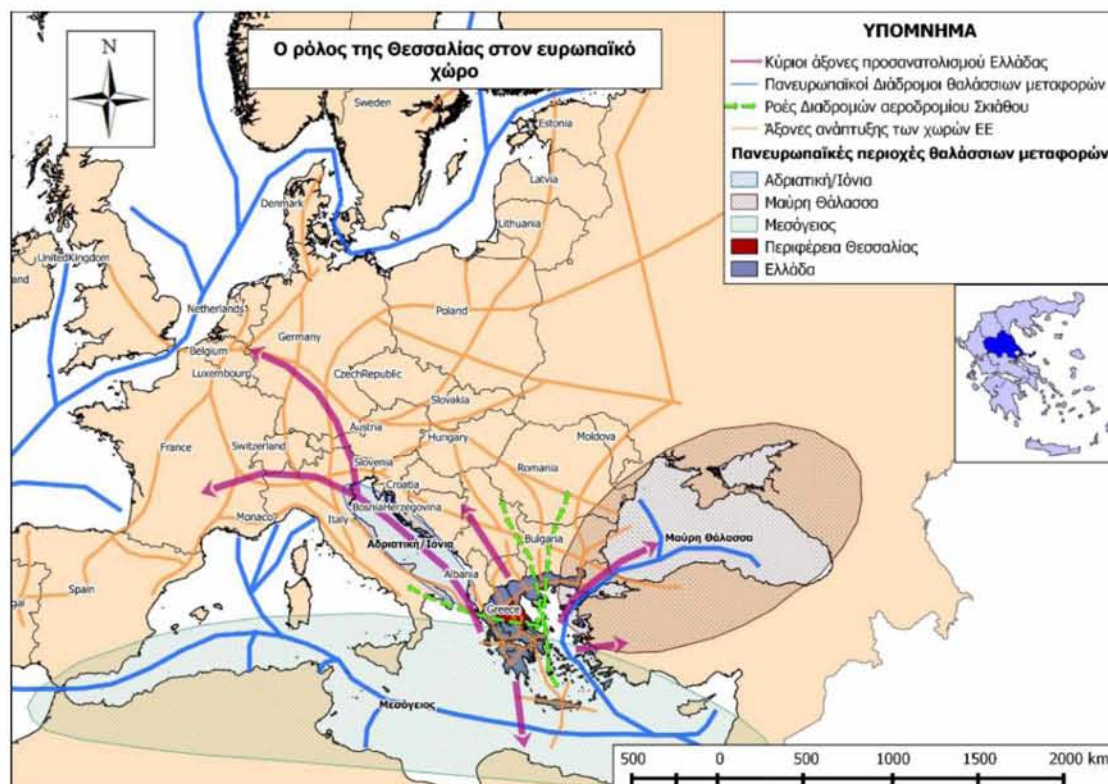 N
Ο ρόλος της Θεσσαλίας στον ευρωπαϊκό
χώρο
ΥΠΟΜΝΗΜΑ
Κύριοι άξονες προσανατολισμού Ελλάδας
Πανευρωπαϊκοί Διάδρομοι θαλάσσιων μεταφορών
Ροές Διαδρομών αεροδρομίου Σκιάθου
Άξονες ανάπτυξης των χωρών ΕΕ
Πανευρωπαϊκές περιοχές θαλάσσιων μεταφορών
Αδριατική/Ιόνια
Μαύρη Θάλασσα
Μεσόγειος
Περιφέρεια Θεσσαλίας
Ελλάδα
Sweden
Estonia
Latvia
Denmark
Lithuania
UnitedKingdom
land
Netherlands
Poland
Germany
Belgium
Luxembourg
CzechRepublic
Slovakia
Austria
France
Switzerland
Hungary
Moldova
Slovenia
Romania
Croatia
BosniaHerzegovina
Monaco
Italy
Bulgaria
Μαύρη Θάλασσα
Αδριατική/Ιόνια
Albania
Spain
gal
Greece
Μεσόγειος
500 0 500 1000 1500 2000 km